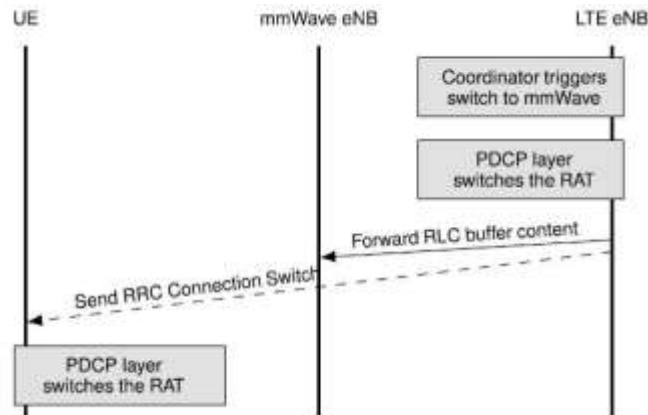 UE
mmWave eNB
LTE eNB
Coordinator triggers
switch to mmWave
PDCP layer
switches the RAT
Forward RLC buffer content
Send RRC Connection Switch
PDCP layer
switches the RAT